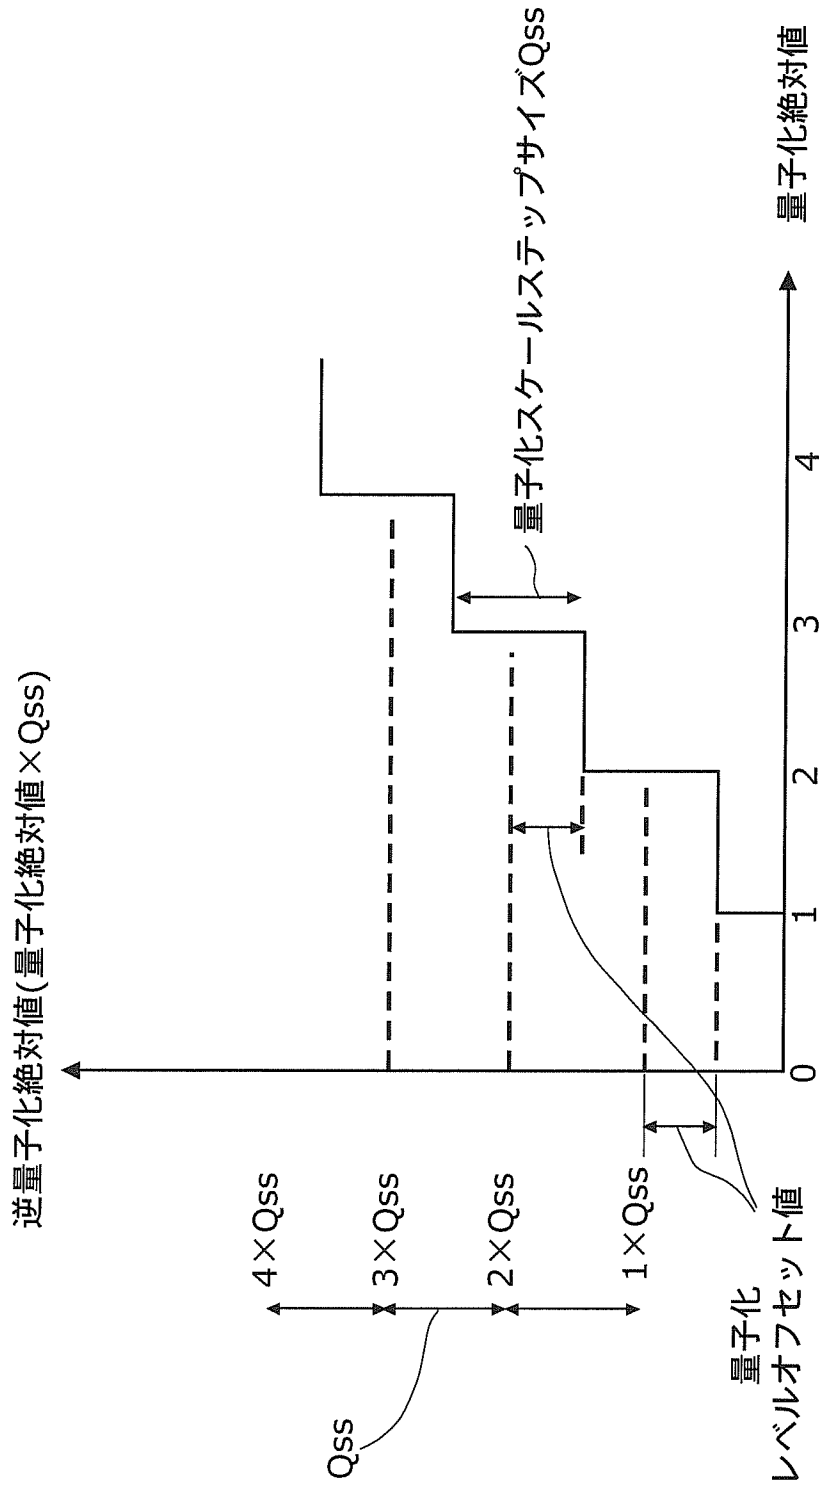 逆量子化絶対値(量子化絶対値×Qss)
4×Qss
3×Qss
2×Qss
1×Qss
Qss
量子化
レベルオフセット値
量子化スケールステップサイズQss
0
1
2
3
4
量子化絶対値